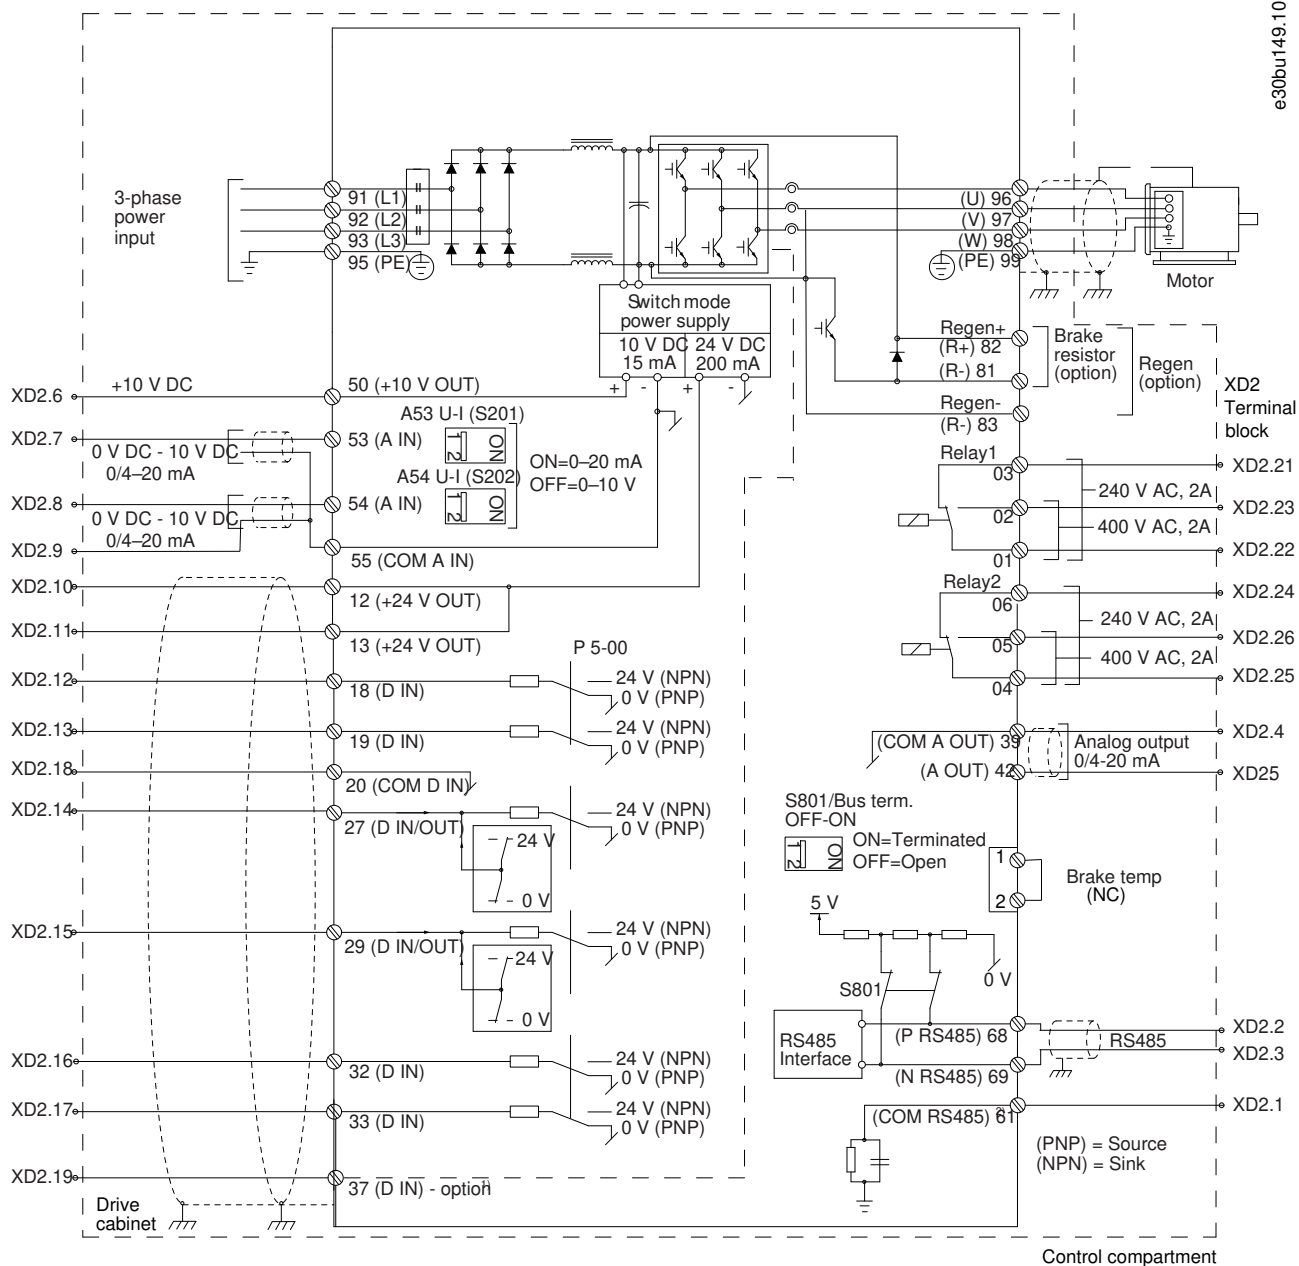 e30bu149.10
3-phase
power
input
91 (L1)
92 (L2)
93 (L3)
95 (PE)
(U) 96
(V) 97
(W) 98
(PE) 99
Motor
Switch mode
power supply
10 V DC
15 mA
24 V DC
200 mA
+ - + -
Regen+
(R+) 82
(R-) 81
Regen-
(R-) 83
Brake
resistor
(option)
Regen
(option)
XD2
Terminal
block
XD2.6
+10 V DC
50 (+10 V OUT)
XD2.7
0 V DC - 10 V DC
0/4–20 mA
53 (A IN)
A53 U-I (S201)
1 2
ON
A54 U-I (S202)
1 2
ON
ON=0–20 mA
OFF=0–10 V
XD2.8
0 V DC - 10 V DC
0/4–20 mA
54 (A IN)
XD2.9
55 (COM A IN)
XD2.10
12 (+24 V OUT)
XD2.11
13 (+24 V OUT)
P 5-00
XD2.12
18 (D IN)
24 V (NPN)
0 V (PNP)
XD2.13
19 (D IN)
24 V (NPN)
0 V (PNP)
XD2.18
20 (COM D IN)
XD2.14
27 (D IN/OUT)
24 V (NPN)
0 V (PNP)
24 V
0 V
XD2.15
29 (D IN/OUT)
24 V (NPN)
0 V (PNP)
24 V
0 V
XD2.16
32 (D IN)
24 V (NPN)
0 V (PNP)
XD2.17
33 (D IN)
24 V (NPN)
0 V (PNP)
XD2.19
37 (D IN) - option
Drive
cabinet
Relay1
03
02
01
240 V AC, 2A
400 V AC, 2A
XD2.21
XD2.23
XD2.22
Relay2
06
05
04
240 V AC, 2A
400 V AC, 2A
XD2.24
XD2.26
XD2.25
(COM A OUT) 39
(A OUT) 42
Analog output
0/4-20 mA
XD2.4
XD25
S801/Bus term.
OFF-ON
1 2
ON
ON=Terminated
OFF=Open
1
2
Brake temp
(NC)
5 V
0 V
S801
RS485
Interface
(P RS485) 68
(N RS485) 69
RS485
XD2.2
XD2.3
(COM RS485) 61
XD2.1
(PNP) = Source
(NPN) = Sink
Control compartment